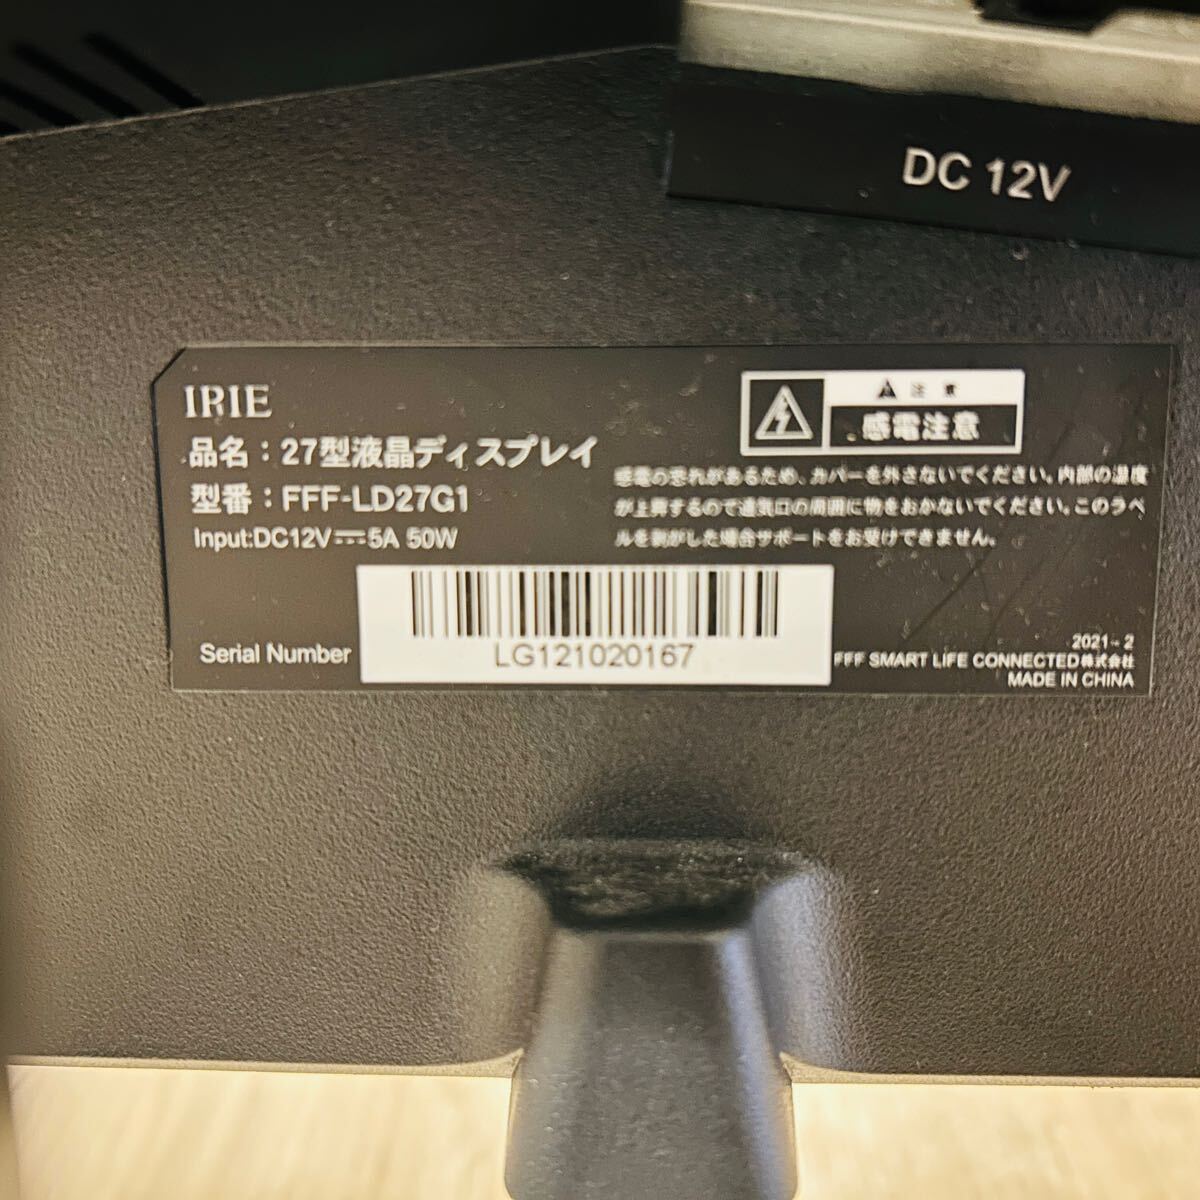 DC 12V
IRIE
品名：27型液晶ディスプレイ
型番：FFF-LD27G1
Input:DC12V⎓5A 50W
注意
感電注意
感電の恐れがあるため、カバーを外さないでください。内部の温度
が上昇するので通気口の周囲に物をおかないでください。このラベ
ルを剥がした場合サポートをお受けできません。
Serial Number
LG121020167
2021-2
FFF SMART LIFE CONNECTED株式会社
MADE IN CHINA